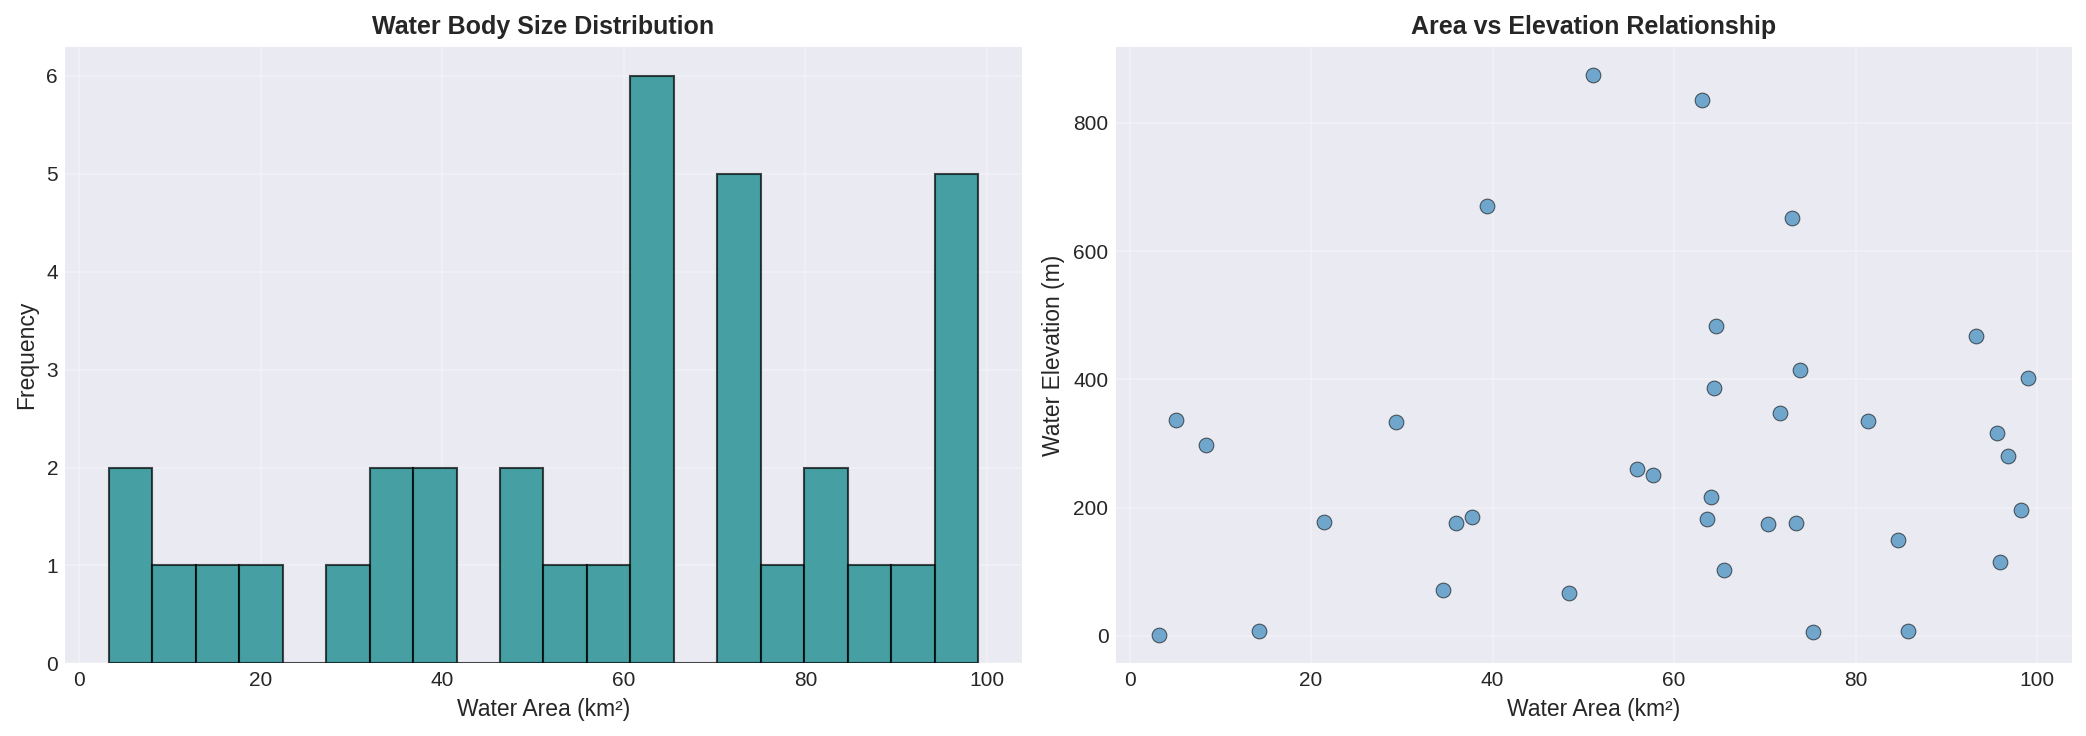 Water Body Size Distribution
6
5
4
3
2
1
0
Frequency
0 20 40 60 80 100
Water Area (km²)
Area vs Elevation Relationship
800
600
400
200
0
Water Elevation (m)
0 20 40 60 80 100
Water Area (km²)